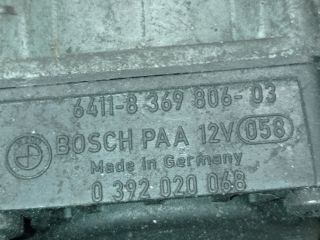 6411-8 369 806-03
BOSCH PAA 12V 058
Made in Germany
0 392 020 068